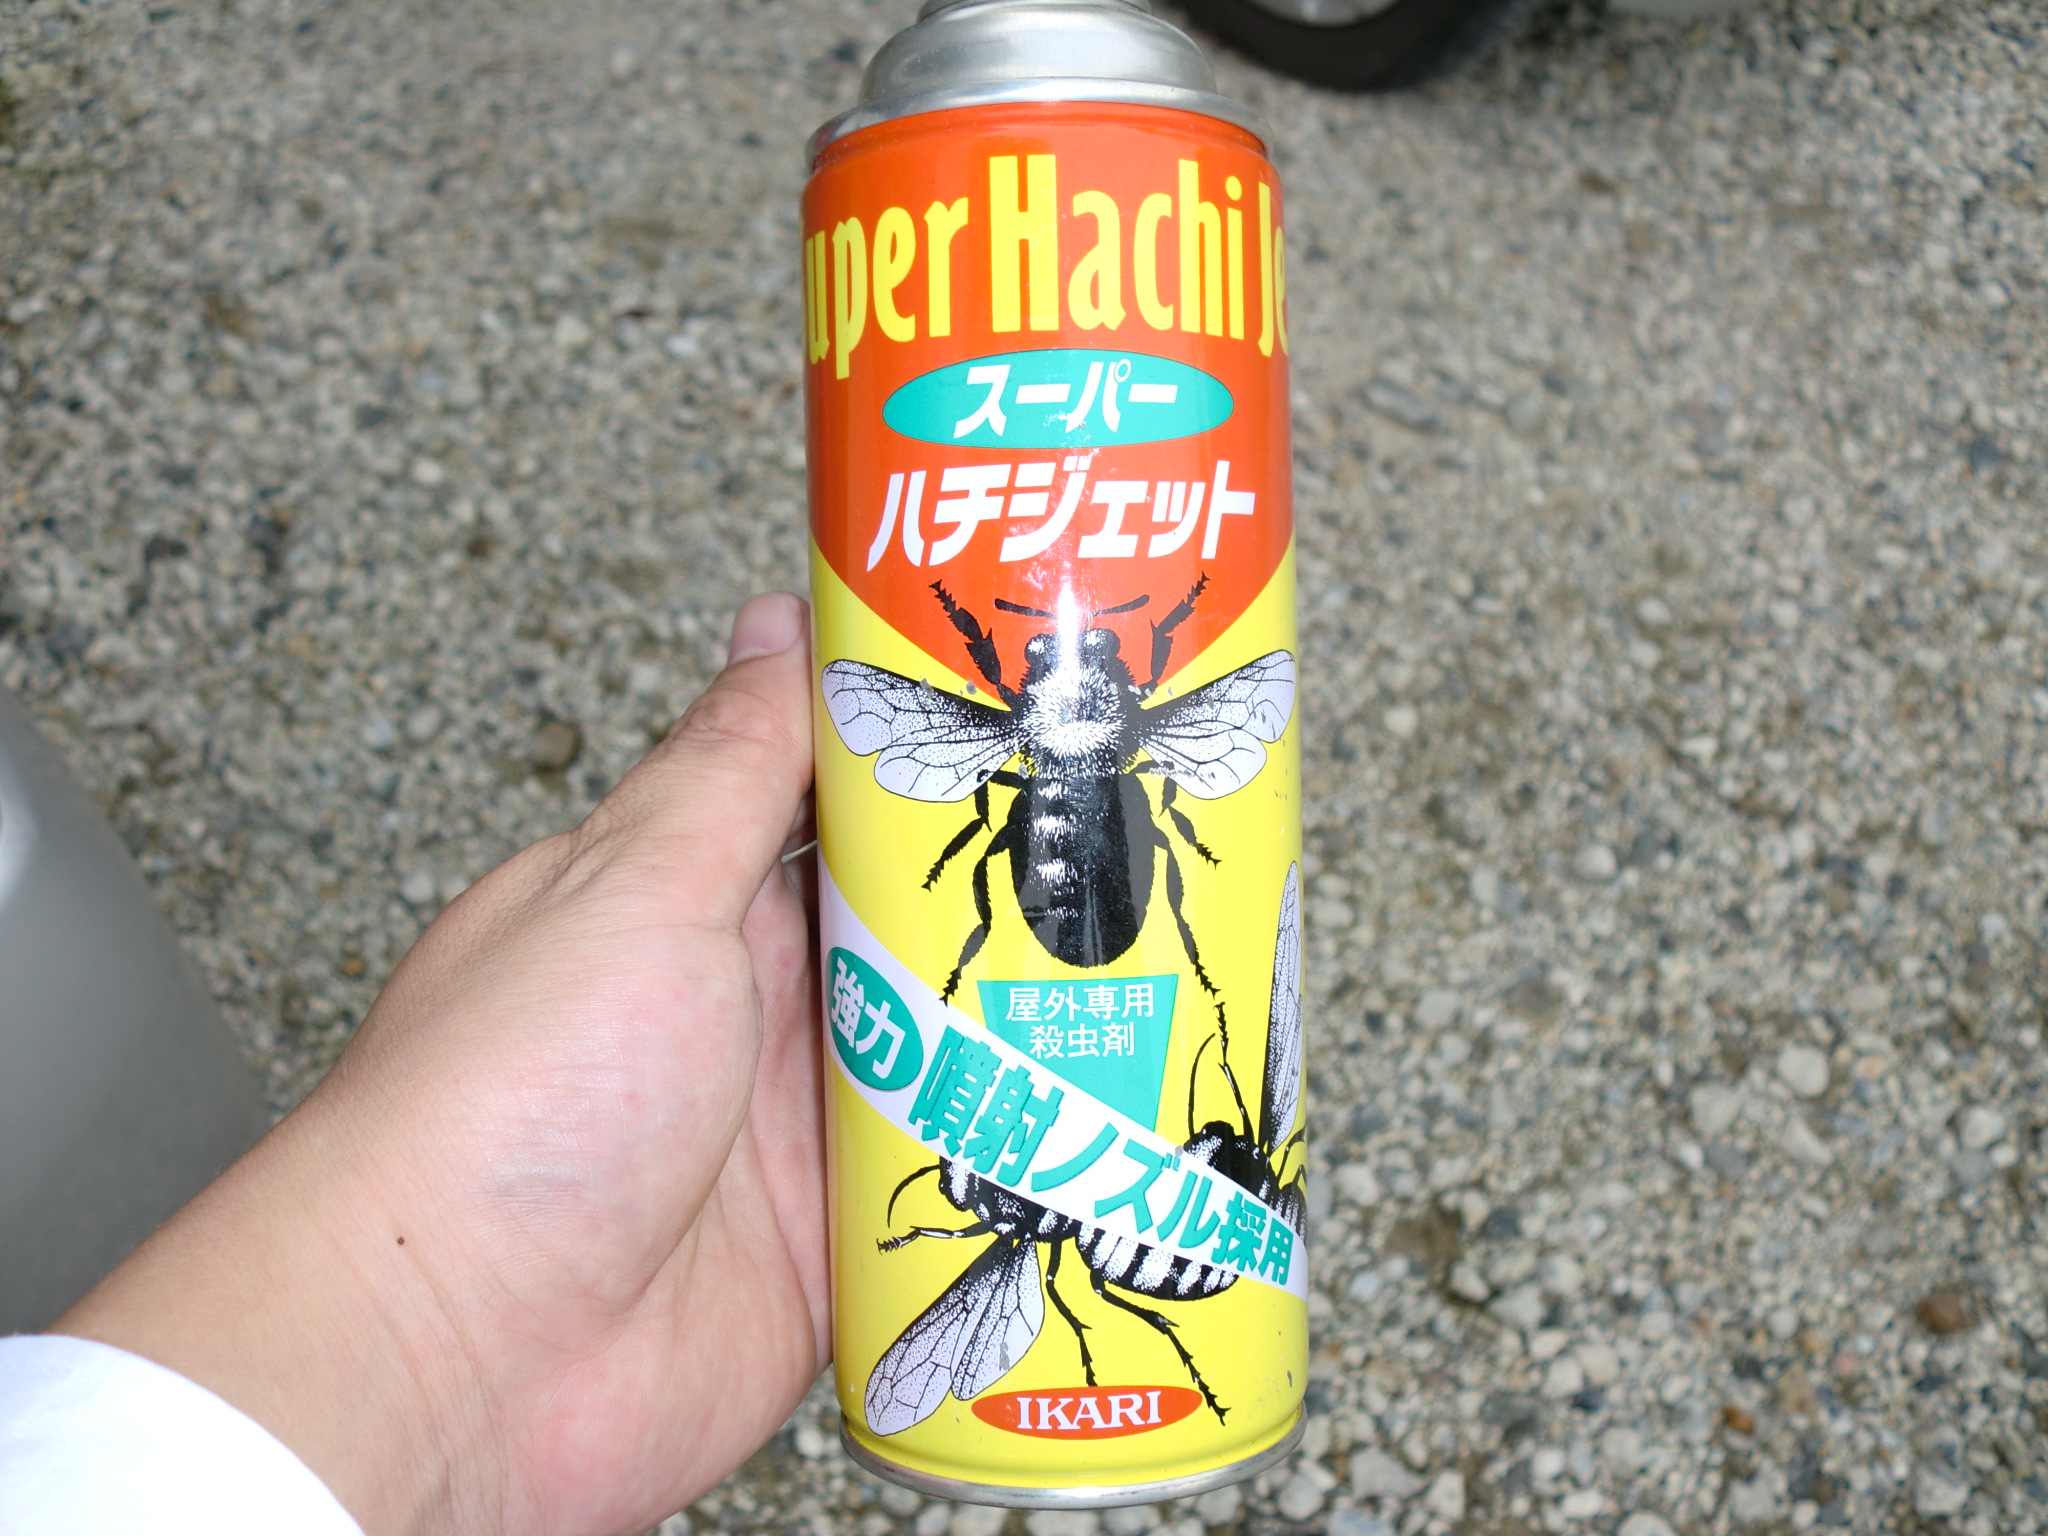 Super Hachi Je
スーパー
ハチジェット
屋外専用
殺虫剤
強力 噴射ノズル採用
IKARI